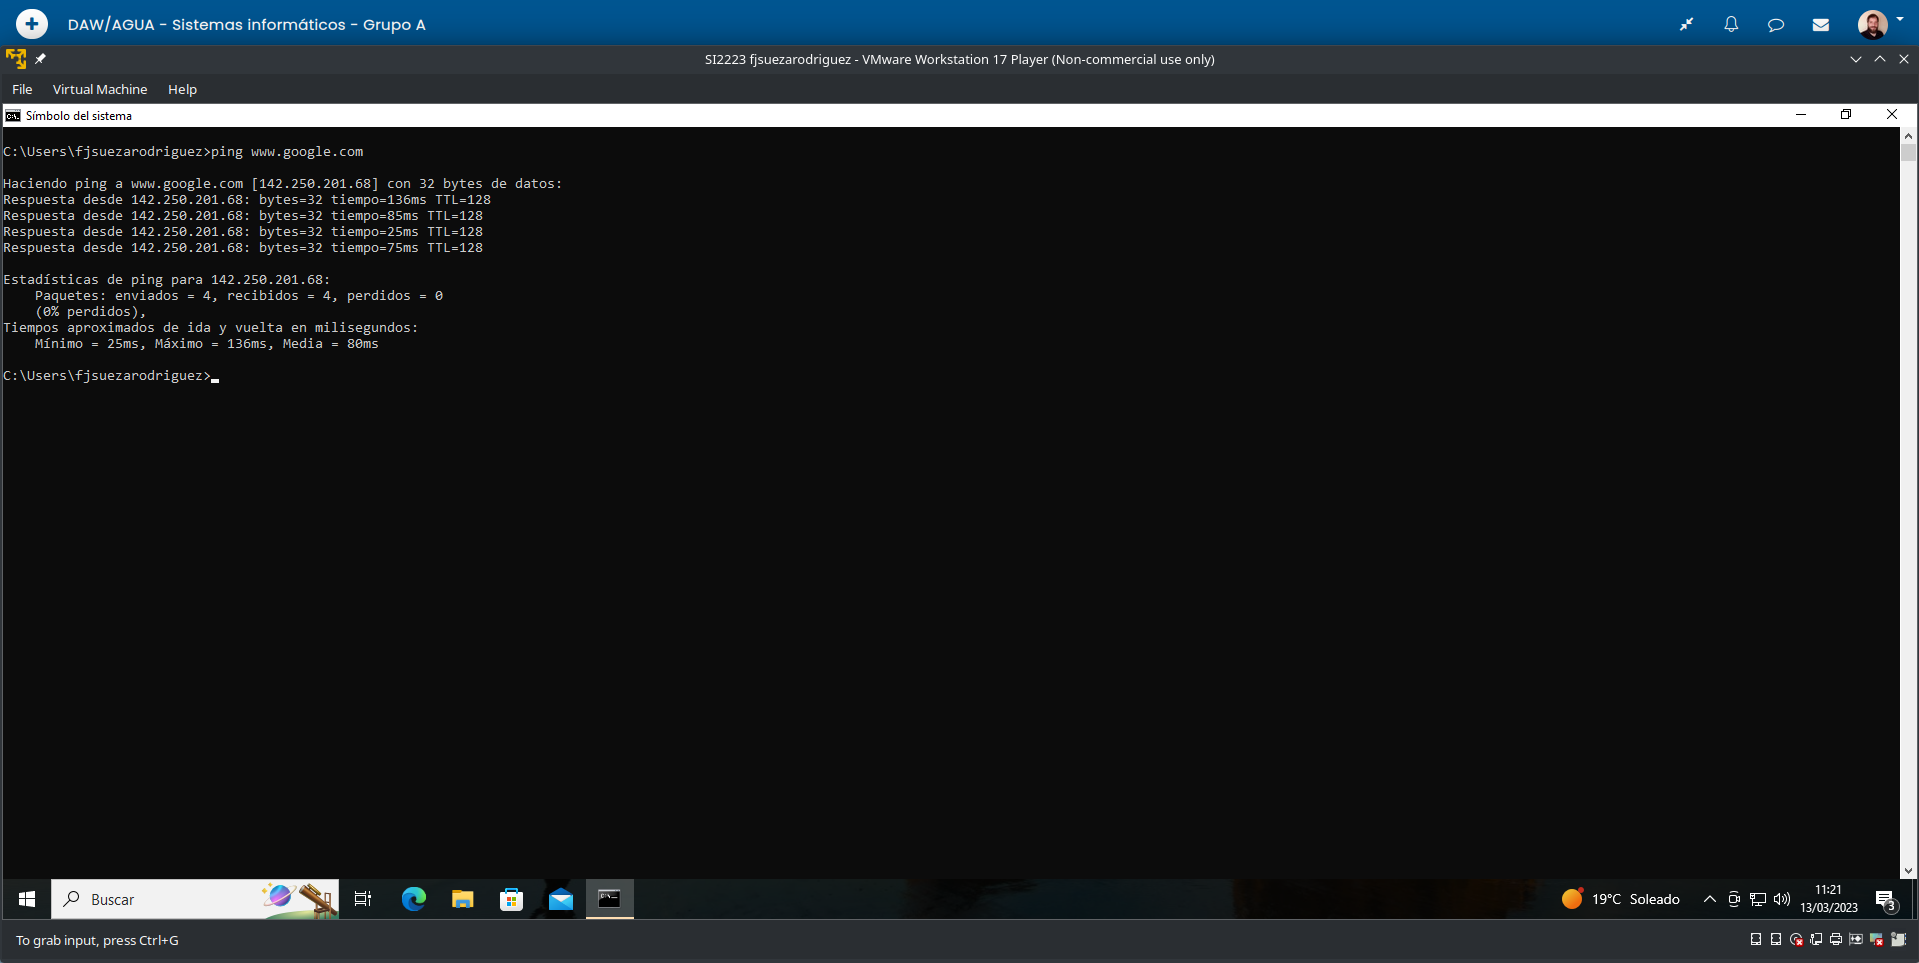 DAW/AGUA - Sistemas informáticos - Grupo A
SI2223 fjsuezarodriguez - VMware Workstation 17 Player (Non-commercial use only)
File Virtual Machine Help
Símbolo del sistema
C:\Users\fjsuezarodriguez>ping www.google.com
Haciendo ping a www.google.com [142.250.201.68] con 32 bytes de datos:
Respuesta desde 142.250.201.68: bytes=32 tiempo=136ms TTL=128
Respuesta desde 142.250.201.68: bytes=32 tiempo=85ms TTL=128
Respuesta desde 142.250.201.68: bytes=32 tiempo=25ms TTL=128
Respuesta desde 142.250.201.68: bytes=32 tiempo=75ms TTL=128
Estadísticas de ping para 142.250.201.68:
Paquetes: enviados = 4, recibidos = 4, perdidos = 0
(0% perdidos),
Tiempos aproximados de ida y vuelta en milisegundos:
Mínimo = 25ms, Máximo = 136ms, Media = 80ms
C:\Users\fjsuezarodriguez>
Buscar
19°C Soleado
11:21
13/03/2023
3
To grab input, press Ctrl+G